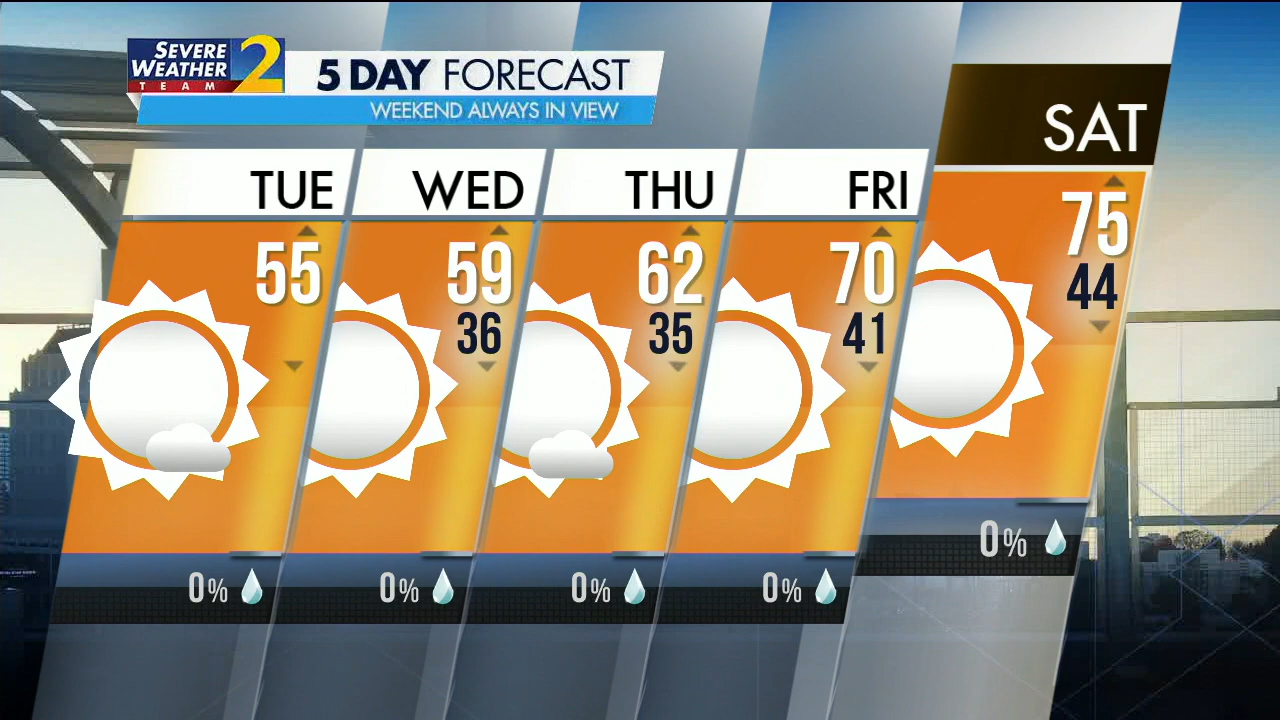 SEVERE
WEATHER 2
TEAM
5 DAY FORECAST
WEEKEND ALWAYS IN VIEW
TUE
55
0%
WED
59
36
0%
THU
62
35
0%
FRI
70
41
0%
SAT
75
44
0%